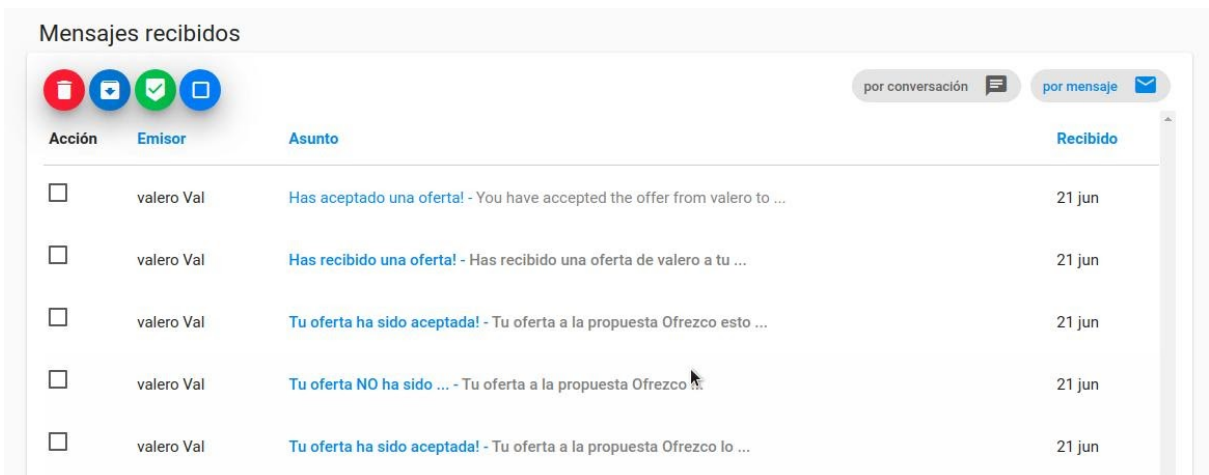 Mensajes recibidos
por conversación por mensaje
Acción Emisor Asunto Recibido
valero Val Has aceptado una oferta! - You have accepted the offer from valero to ... 21 jun
valero Val Has recibido una oferta! - Has recibido una oferta de valero a tu ... 21 jun
valero Val Tu oferta ha sido aceptada! - Tu oferta a la propuesta Ofrezco esto ... 21 jun
valero Val Tu oferta NO ha sido ... - Tu oferta a la propuesta Ofrezco ... 21 jun
valero Val Tu oferta ha sido aceptada! - Tu oferta a la propuesta Ofrezco lo ... 21 jun